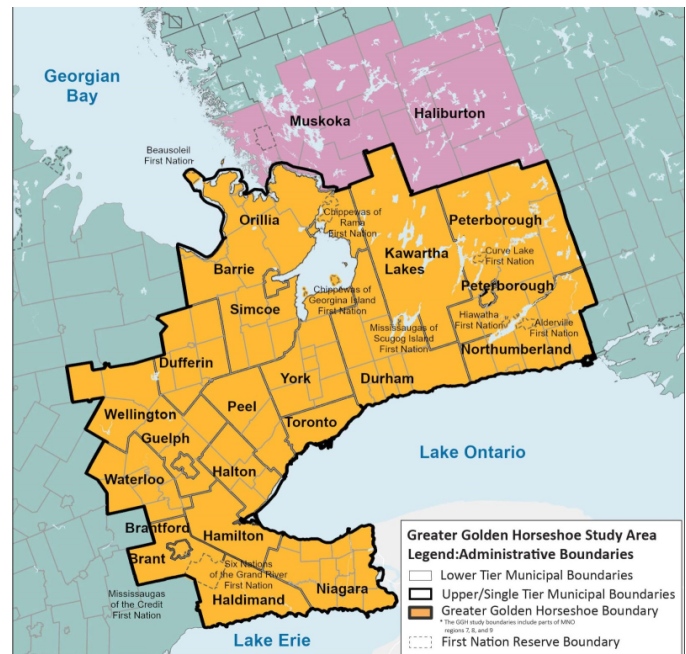 Georgian
Bay
Muskoka
Haliburton
Beausoleil
First Nation
Orillia
Chippewas of
Rama
First Nation
Peterborough
Barrie
Kawartha
Lakes
Curve Lake
First Nation
Simcoe
Chippewas of
Georgina Island
First Nation
Peterborough
Hiawatha
First Nation
Alderville
First Nation
Mississaugas of
Scugog Island
First Nation
Northumberland
Dufferin
York
Durham
Wellington
Peel
Toronto
Guelph
Halton
Waterloo
Lake Ontario
Brantford
Hamilton
Brant
Six Nations
of the Grand River
First Nation
Mississaugas
of the Credit
First Nation
Haldimand
Niagara
Lake Erie
Greater Golden Horseshoe Study Area
Legend:Administrative Boundaries
Lower Tier Municipal Boundaries
Upper/Single Tier Municipal Boundaries
Greater Golden Horseshoe Boundary
* The GGH study boundaries include parts of MNO
regions 7, 8, and 9
First Nation Reserve Boundary